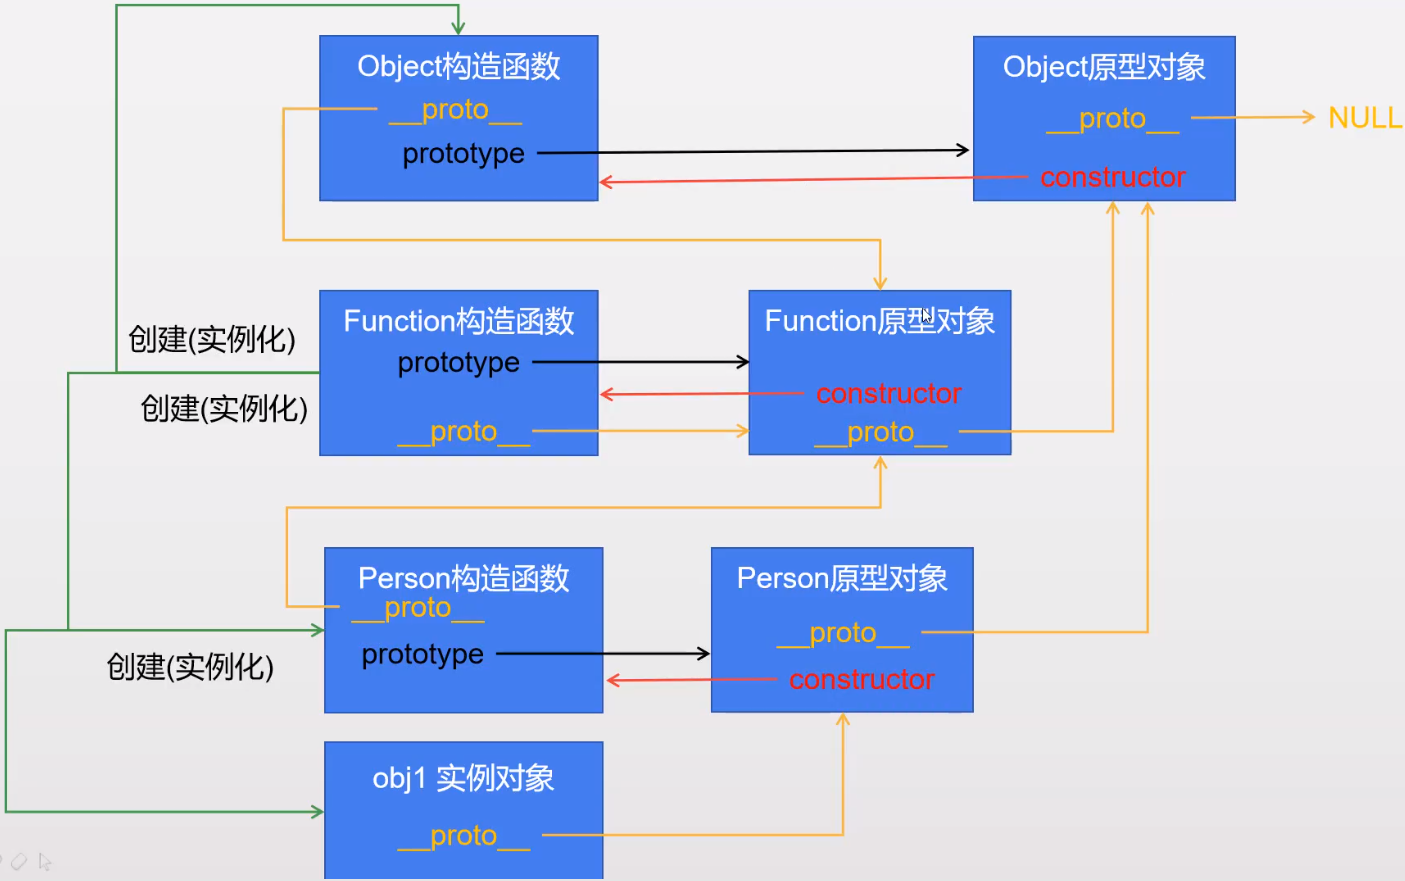 Object构造函数
__proto__
prototype
Object原型对象
__proto__
NULL
constructor
创建(实例化)
创建(实例化)
Function构造函数
prototype
__proto__
Function原型对象
constructor
__proto__
创建(实例化)
Person构造函数
__proto__
prototype
Person原型对象
__proto__
constructor
obj1 实例对象
__proto__